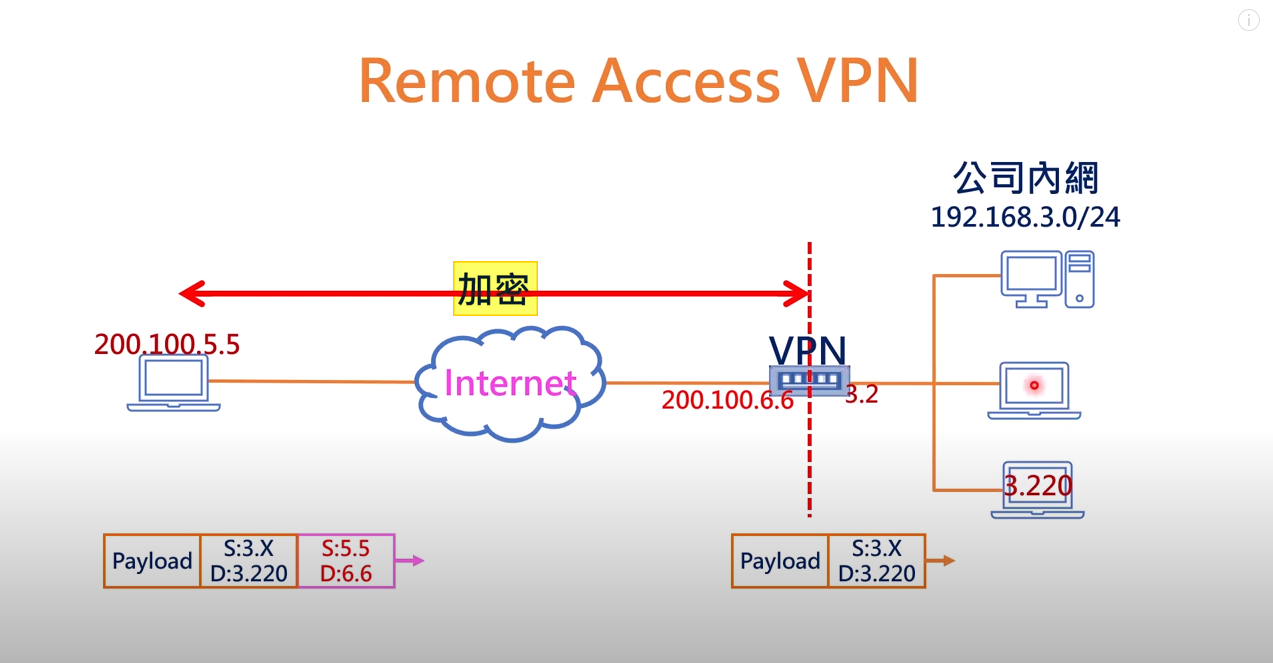 Remote Access VPN
公司內網
192.168.3.0/24
加密
200.100.5.5
Internet
VPN
200.100.6.6
3.2
3.220
Payload
S:3.X
D:3.220
S:5.5
D:6.6
Payload
S:3.X
D:3.220